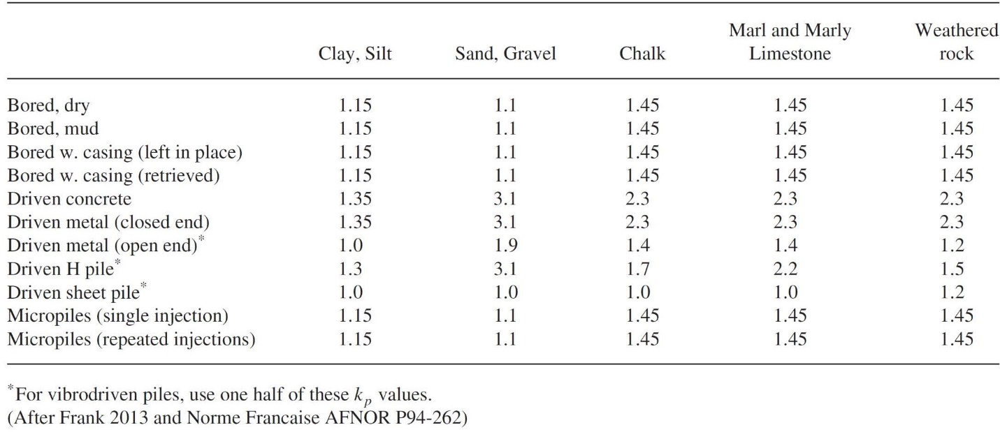 Marl and Marly Weathered
Clay, Silt Sand, Gravel Chalk Limestone rock
Bored, dry 1.15 1.1 1.45 1.45 1.45
Bored, mud 1.15 1.1 1.45 1.45 1.45
Bored w. casing (left in place) 1.15 1.1 1.45 1.45 1.45
Bored w. casing (retrieved) 1.15 1.1 1.45 1.45 1.45
Driven concrete 1.35 3.1 2.3 2.3 2.3
Driven metal (closed end) 1.35 3.1 2.3 2.3 2.3
Driven metal (open end)* 1.0 1.9 1.4 1.4 1.2
Driven H pile* 1.3 3.1 1.7 2.2 1.5
Driven sheet pile* 1.0 1.0 1.0 1.0 1.2
Micropiles (single injection) 1.15 1.1 1.45 1.45 1.45
Micropiles (repeated injections) 1.15 1.1 1.45 1.45 1.45
*For vibrodriven piles, use one half of these kp values.
(After Frank 2013 and Norme Francaise AFNOR P94-262)